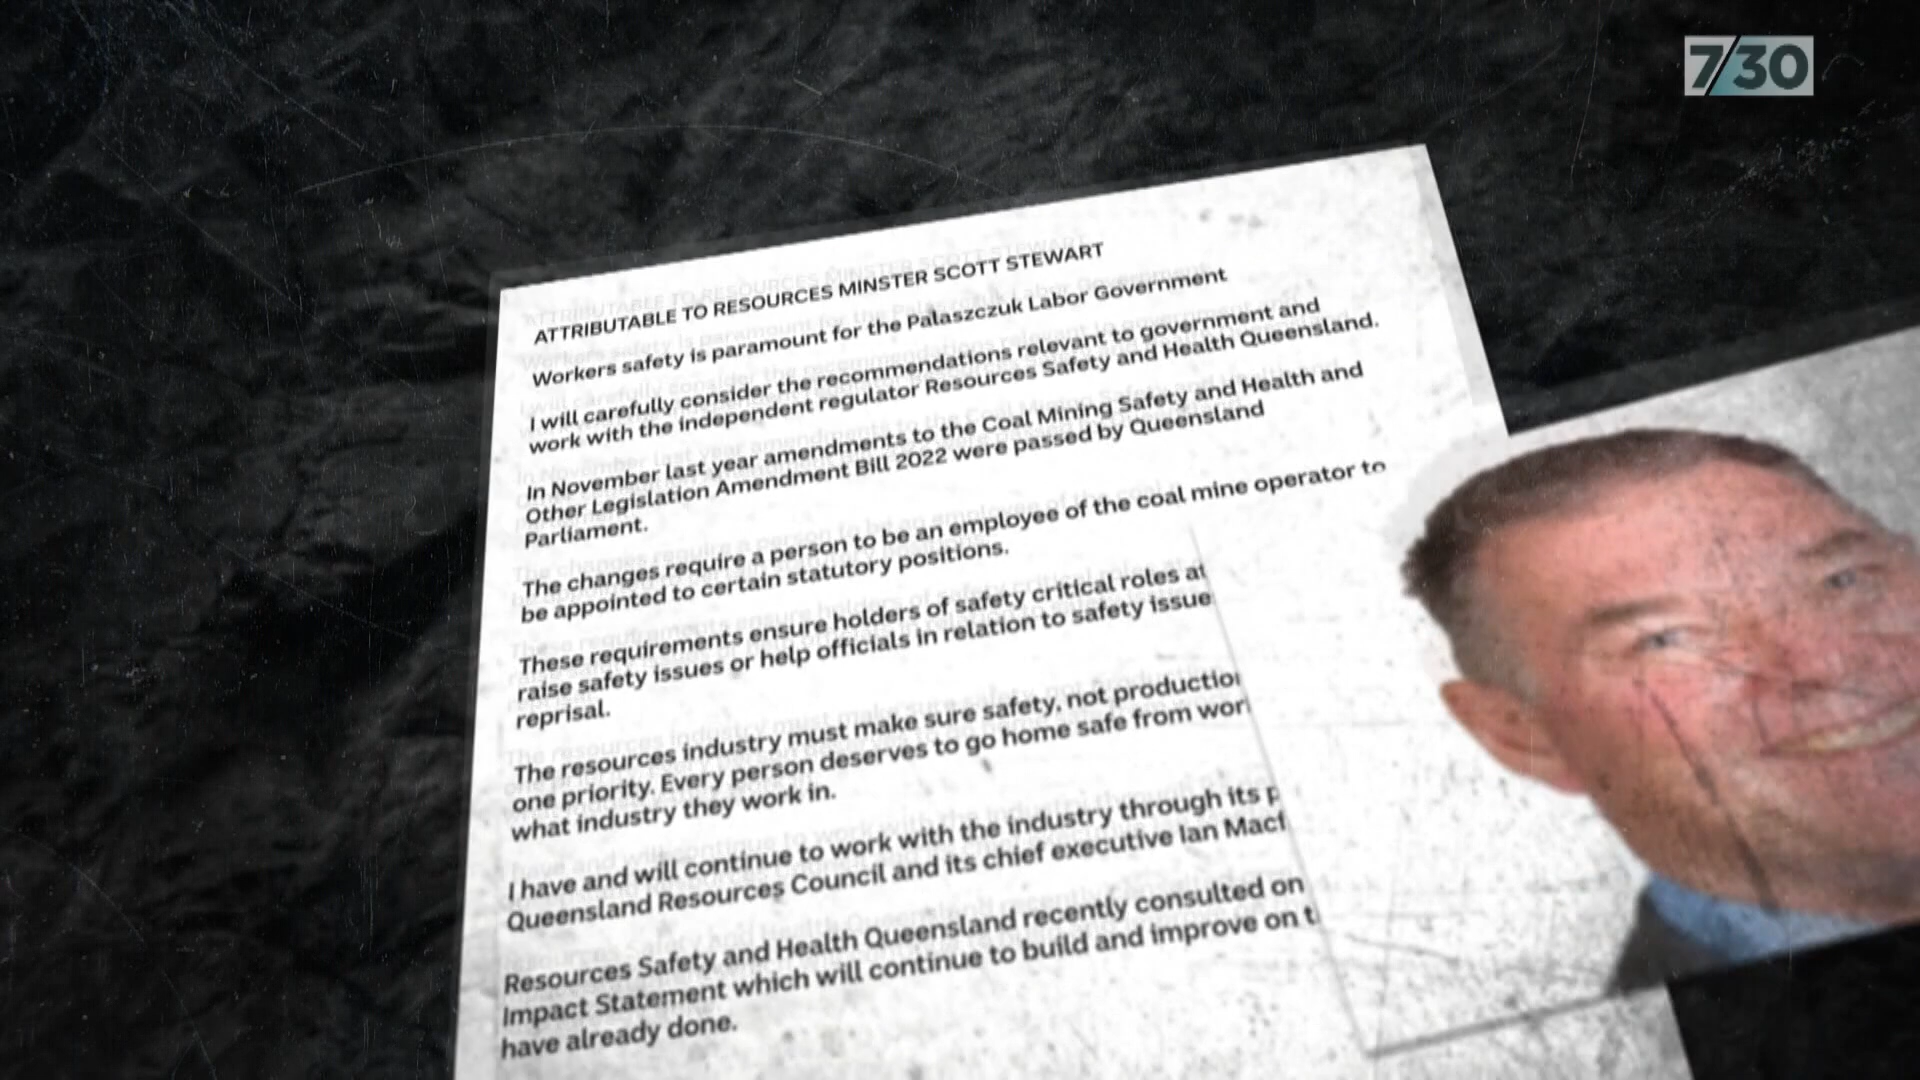 7/30
ATTRIBUTABLE TO RESOURCES MINSTER SCOTT STEWART
Workers safety is paramount for the Palaszczuk Labor Government
I will carefully consider the recommendations relevant to government and
work with the independent regulator Resources Safety and Health Queensland.
In November last year amendments to the Coal Mining Safety and Health and
Other Legislation Amendment Bill 2022 were passed by Queensland
Parliament.
The changes require a person to be an employee of the coal mine operator to
be appointed to certain statutory positions.
These requirements ensure holders of safety critical roles
raise safety issues or help officials in relation to safety
reprisal.
The resources industry must make sure safety, not
one priority. Every person deserves to go home safe from
what industry they work in.
I have and will continue to work with the industry through its
Queensland Resources Council and its chief executive Ian
Resources Safety and Health Queensland recently consulted on
Impact Statement which will continue to build and improve on
have already done.